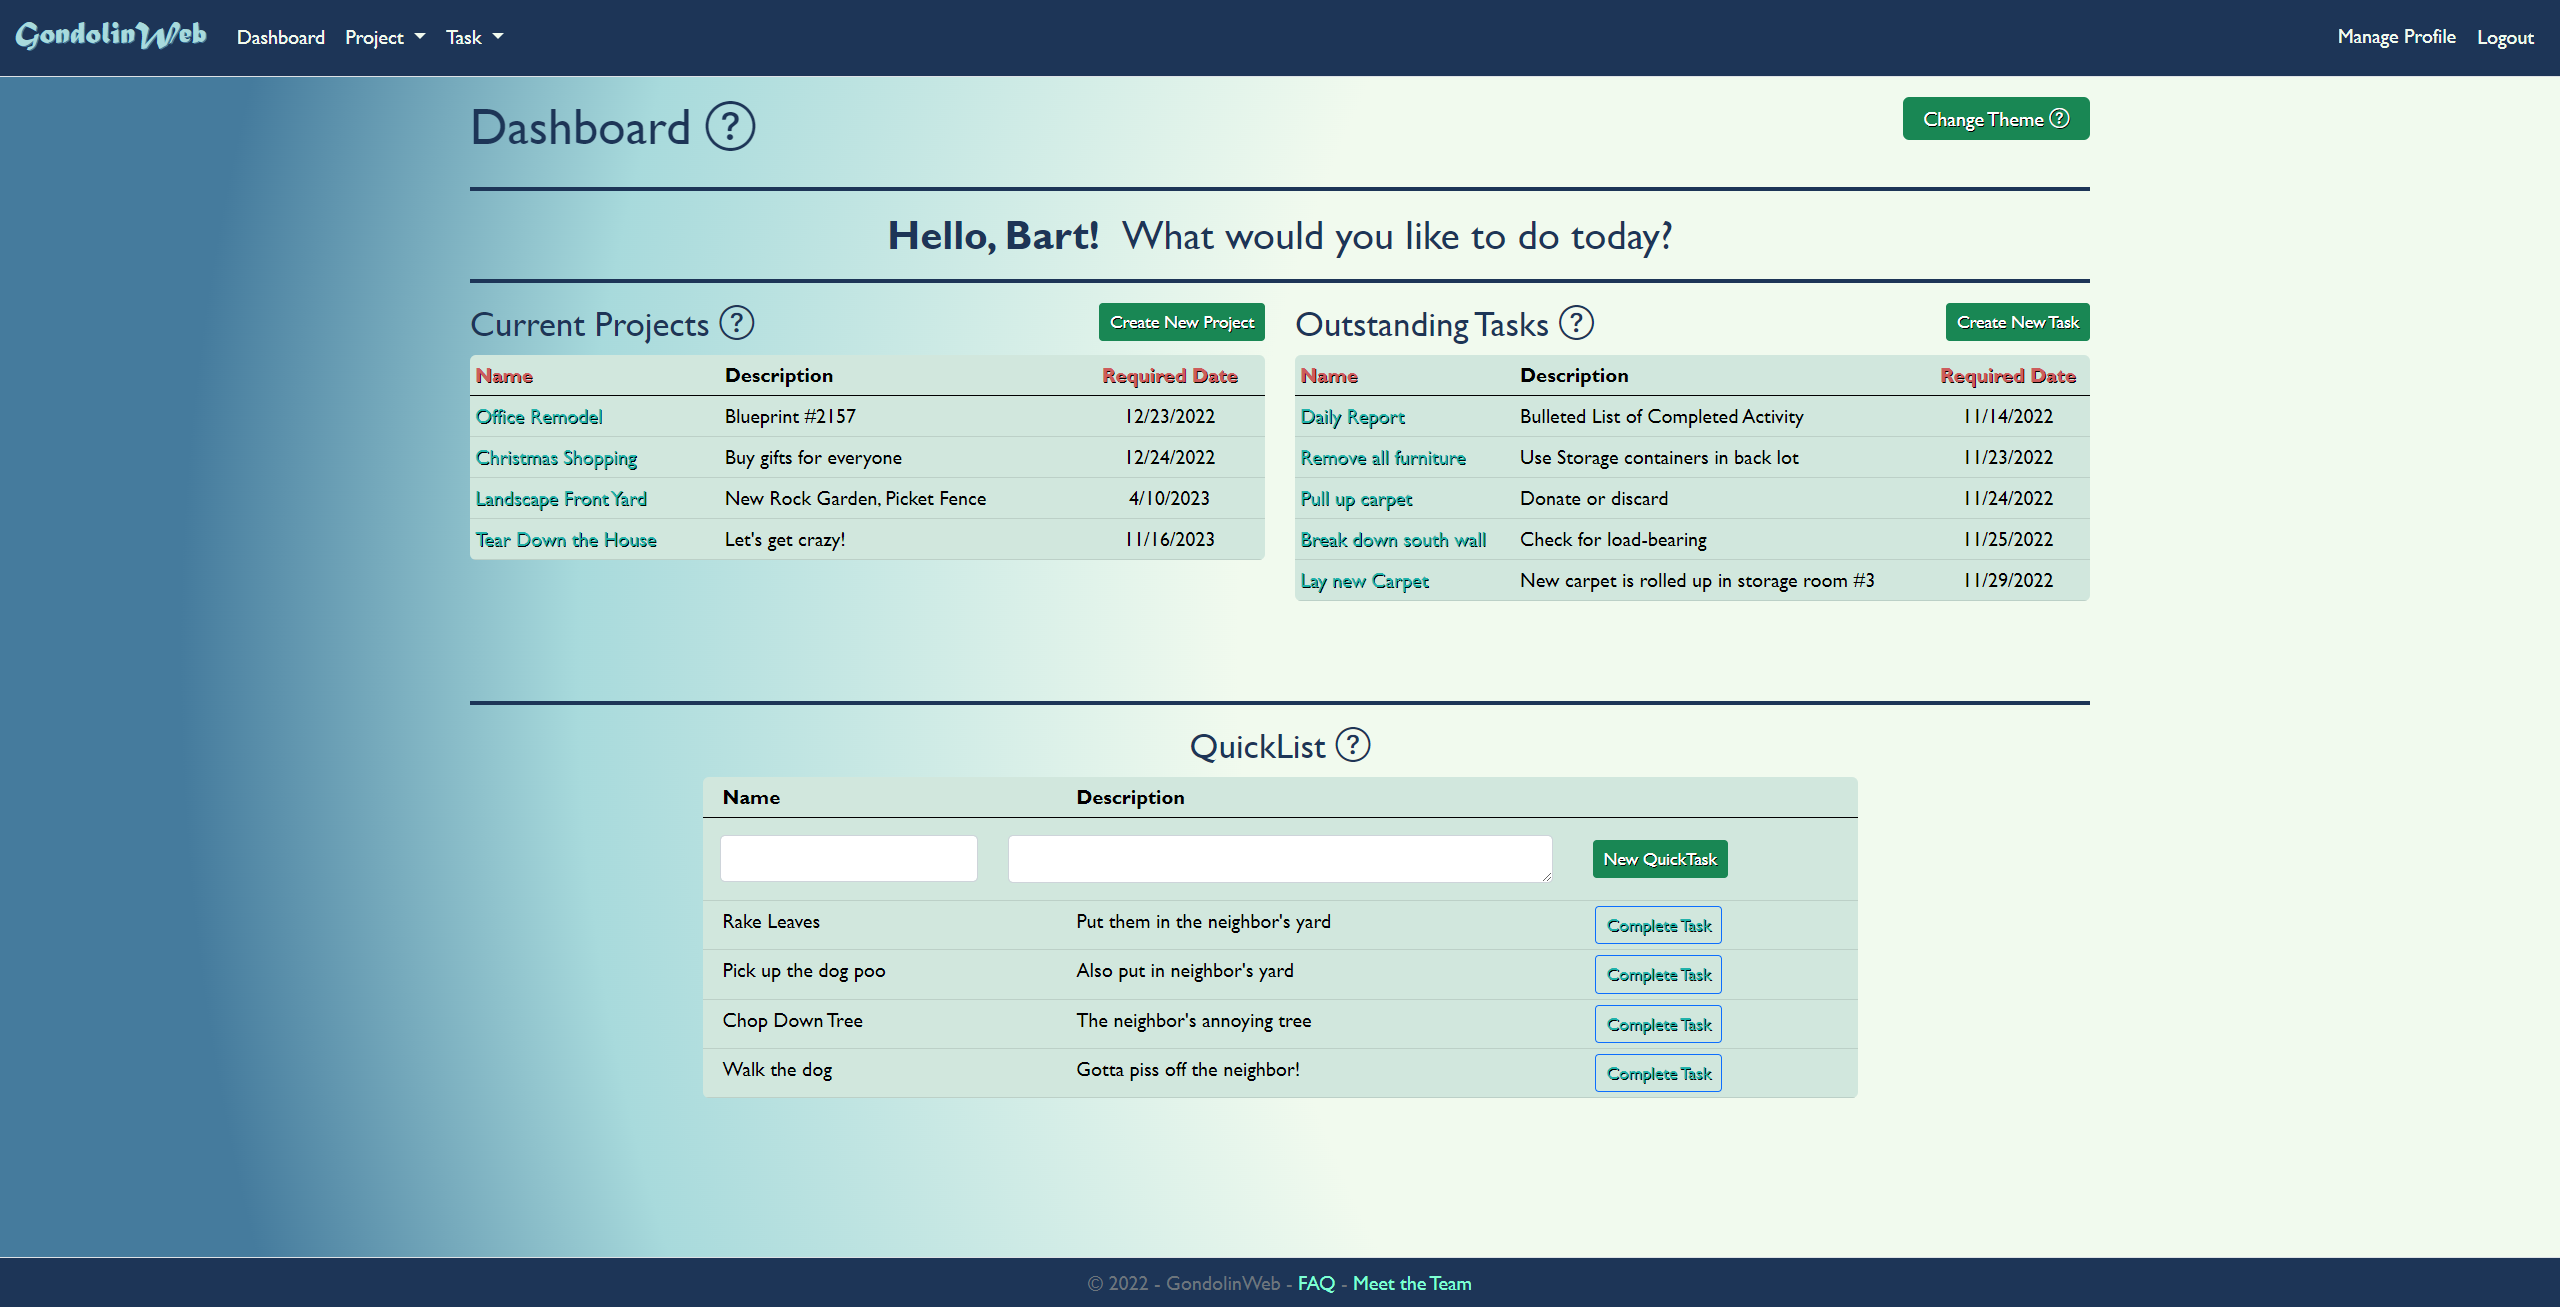 GondolinWeb Dashboard Project Task Manage Profile Logout
Dashboard ?
Change Theme ?
Hello, Bart! What would you like to do today?
Current Projects ?
Create New Project
Name Description Required Date
Office Remodel Blueprint #2157 12/23/2022
Christmas Shopping Buy gifts for everyone 12/24/2022
Landscape Front Yard New Rock Garden, Picket Fence 4/10/2023
Tear Down the House Let's get crazy! 11/16/2023
Outstanding Tasks ?
Create New Task
Name Description Required Date
Daily Report Bulleted List of Completed Activity 11/14/2022
Remove all furniture Use Storage containers in back lot 11/23/2022
Pull up carpet Donate or discard 11/24/2022
Break down south wall Check for load-bearing 11/25/2022
Lay new Carpet New carpet is rolled up in storage room #3 11/29/2022
QuickList ?
Name Description
New QuickTask
Rake Leaves Put them in the neighbor's yard Complete Task
Pick up the dog poo Also put in neighbor's yard Complete Task
Chop Down Tree The neighbor's annoying tree Complete Task
Walk the dog Gotta piss off the neighbor! Complete Task
© 2022 - GondolinWeb - FAQ - Meet the Team